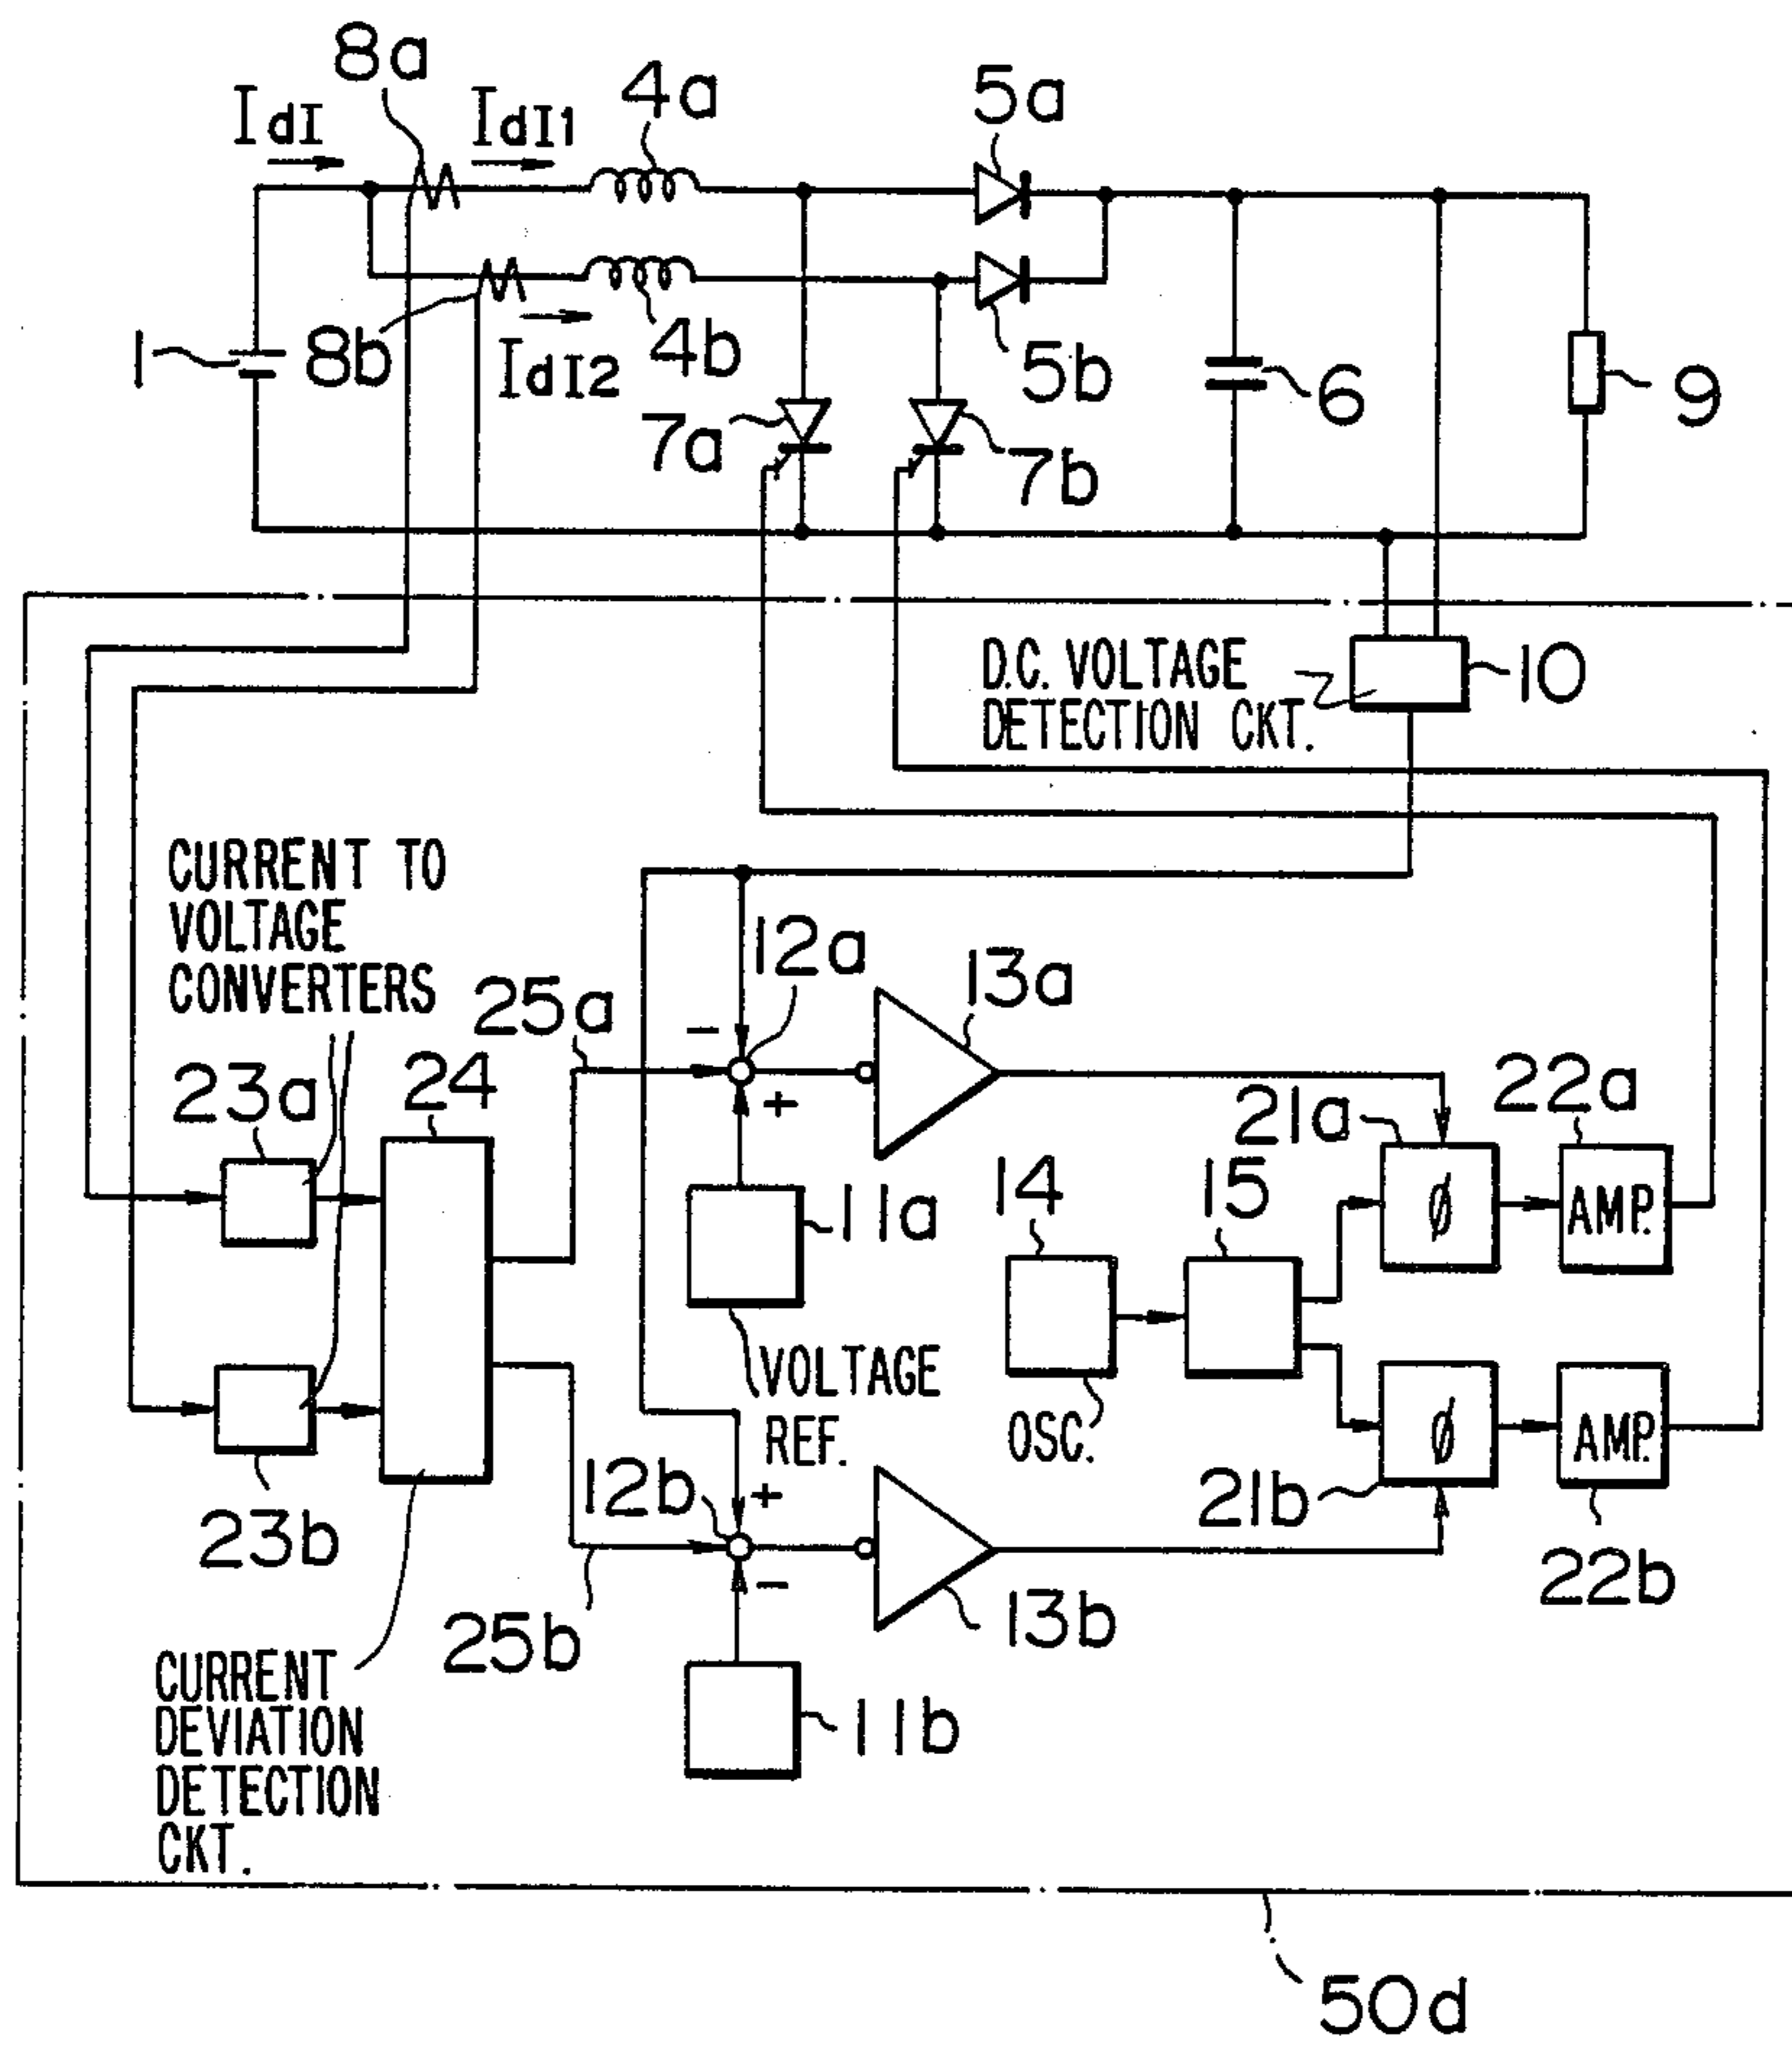 8a
IdI
IdI1
4a
5a
1
8b
IdI2
4b
5b
6
9
7a
7b
D.C. VOLTAGE
DETECTION CKT.
10
CURRENT TO
VOLTAGE
CONVERTERS
25a
12a
13a
-
+
23a
24
21a
22a
11a
14
15
Ø
AMP.
VOLTAGE
REF.
OSC.
12b
+
21b
Ø
AMP.
23b
25b
-
13b
22b
11b
CURRENT
DEVIATION
DETECTION
CKT.
50d